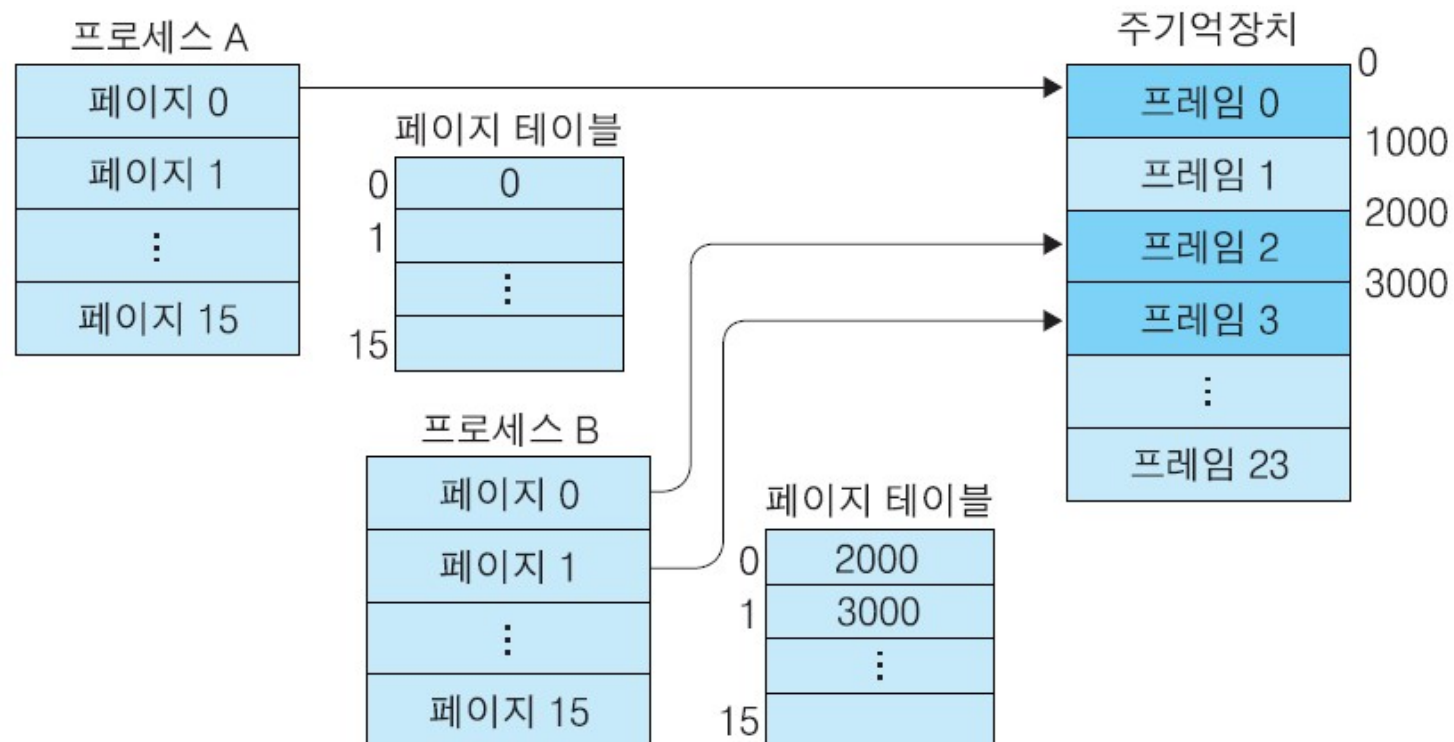 프로세스 A
페이지 0
페이지 1
⋮
페이지 15
페이지 테이블
0 0
1
⋮
15
주기억장치
0
프레임 0
1000
프레임 1
2000
프레임 2
3000
프레임 3
⋮
프레임 23
프로세스 B
페이지 0
페이지 1
⋮
페이지 15
페이지 테이블
0 2000
1 3000
⋮
15